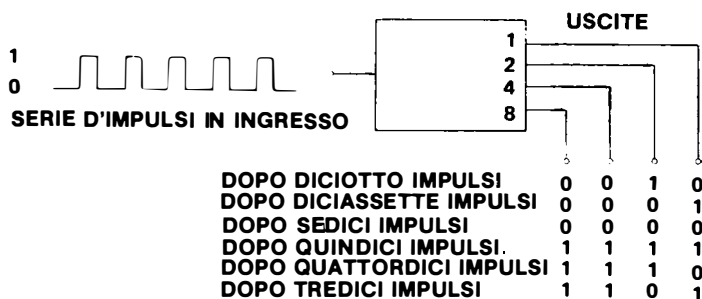 USCITE
1
0
1
2
4
8
SERIE D'IMPULSI IN INGRESSO
DOPO DICIOTTO IMPULSI 0 0 1 0
DOPO DICIASSETTE IMPULSI 0 0 0 1
DOPO SEDICI IMPULSI 0 0 0 0
DOPO QUINDICI IMPULSI. 1 1 1 1
DOPO QUATTORDICI IMPULSI 1 1 1 0
DOPO TREDICI IMPULSI 1 1 0 1